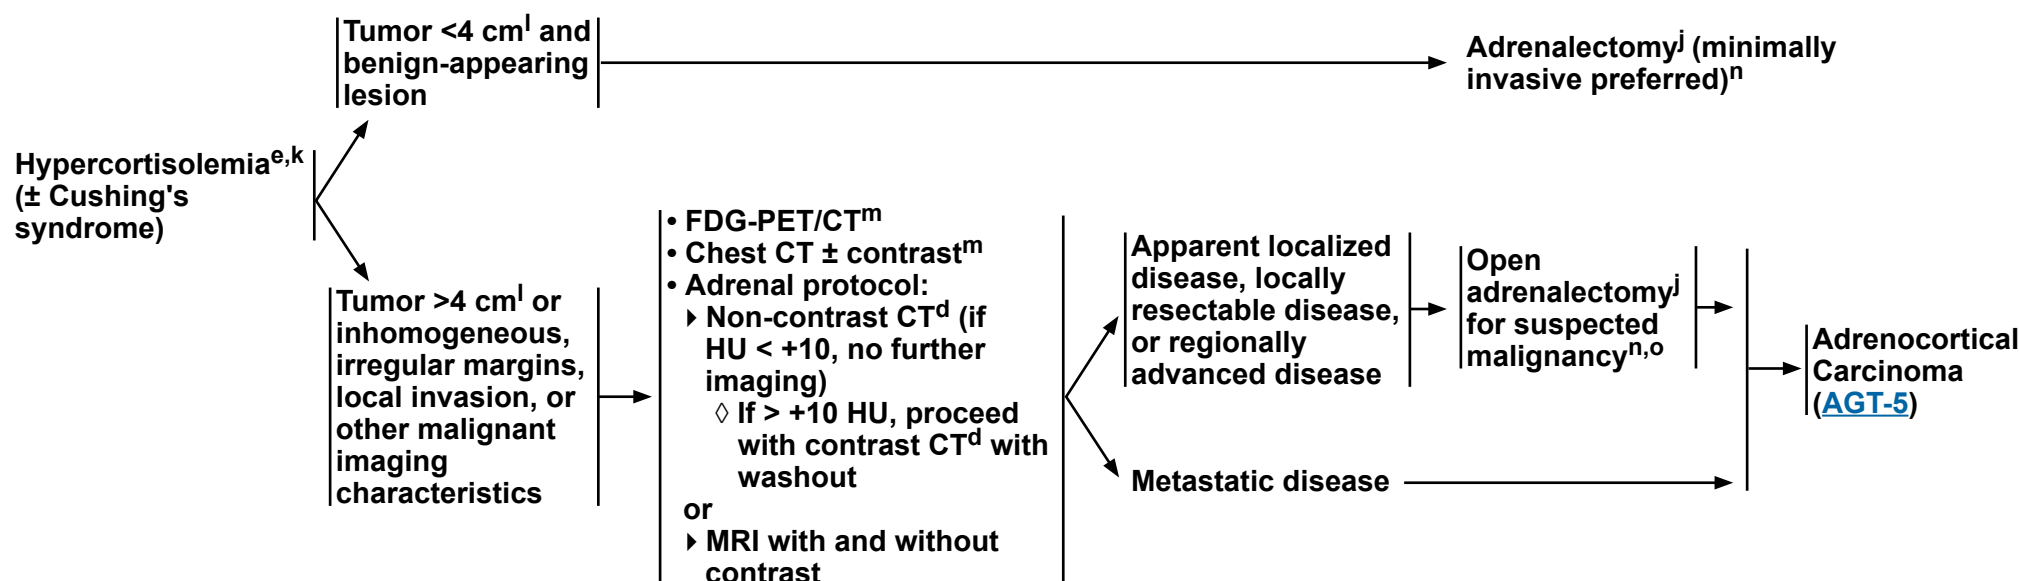 Tumor <4 cm^l and
benign-appearing
lesion
Adrenalectomy^j (minimally
invasive preferred)^n
Hypercortisolemia^e,k
(± Cushing's
syndrome)
Tumor >4 cm^l or
inhomogeneous,
irregular margins,
local invasion, or
other malignant
imaging
characteristics
• FDG-PET/CT^m
• Chest CT ± contrast^m
• Adrenal protocol:
▸ Non-contrast CT^d (if
HU < +10, no further
imaging)
◊ If > +10 HU, proceed
with contrast CT^d with
washout
or
▸ MRI with and without
contrast
Apparent localized
disease, locally
resectable disease,
or regionally
advanced disease
Open
adrenalectomy^j
for suspected
malignancy^n,o
Metastatic disease
Adrenocortical
Carcinoma
(AGT-5)